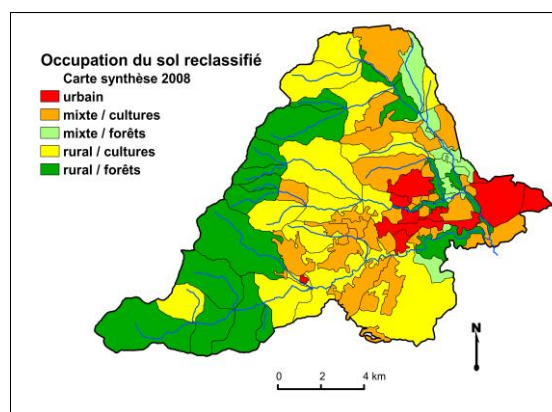 Occupation du sol reclassifié
Carte synthèse 2008
urbain
mixte / cultures
mixte / forêts
rural / cultures
rural / forêts
N
0 2 4 km